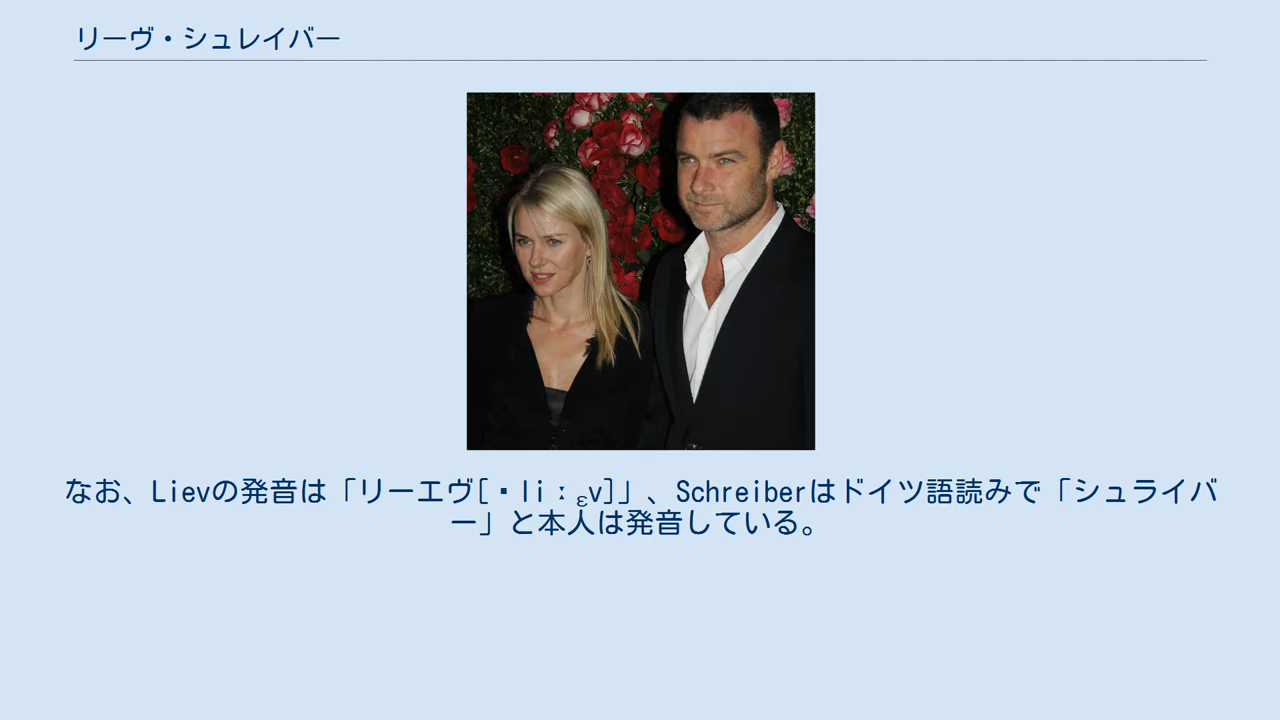 リーヴ・シュレイバー
なお、Lievの発音は「リーエヴ[▪liːεv]」、Schreiberはドイツ語読みで「シュライバ
ー」と本人は発音している。